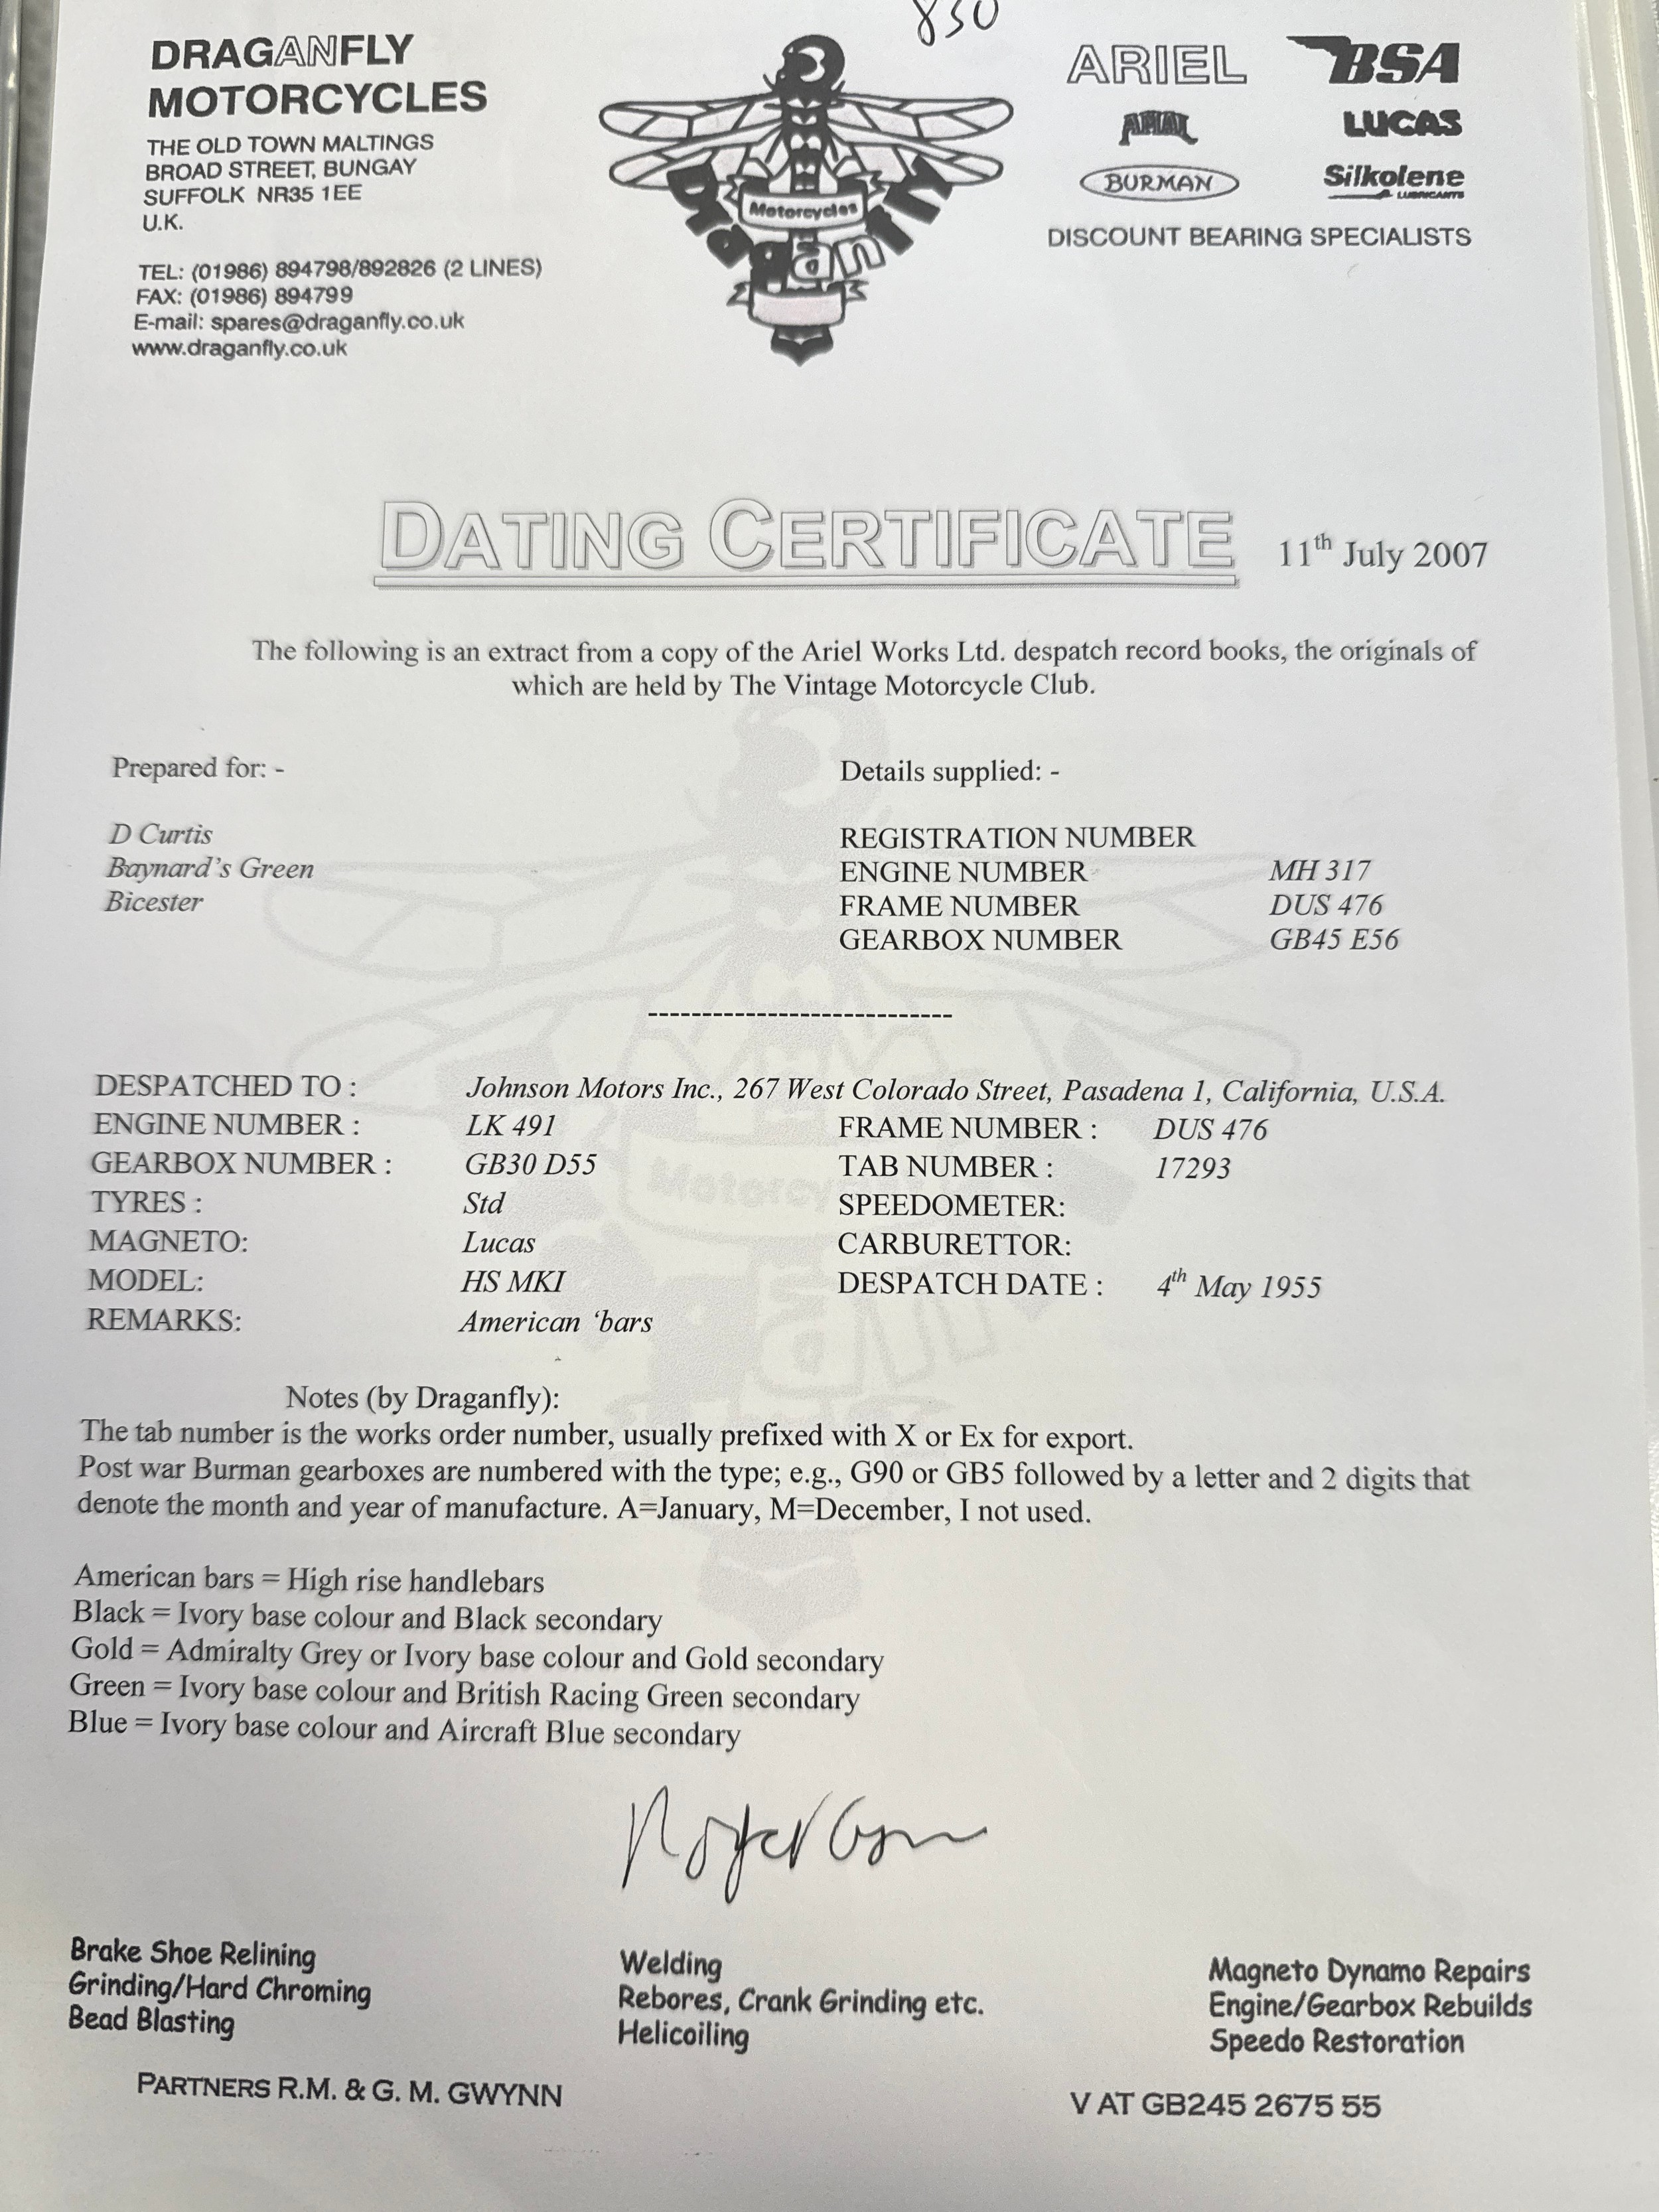 850
DRAGANFLY
MOTORCYCLES
THE OLD TOWN MALTINGS
BROAD STREET, BUNGAY
SUFFOLK NR35 1EE
U.K.
TEL: (01986) 894798/892826 (2 LINES)
FAX: (01986) 894799
E-mail: spares@draganfly.co.uk
www.draganfly.co.uk
Motorcycles
Draganfly
ARIEL BSA
AMAL LUCAS
BURMAN Silkolene
LUBRICANTS
DISCOUNT BEARING SPECIALISTS
DATING CERTIFICATE 11th July 2007
The following is an extract from a copy of the Ariel Works Ltd. despatch record books, the originals of
which are held by The Vintage Motorcycle Club.
Prepared for: - Details supplied: -
D Curtis REGISTRATION NUMBER
Baynard's Green ENGINE NUMBER MH 317
Bicester FRAME NUMBER DUS 476
GEARBOX NUMBER GB45 E56
----------------------------
DESPATCHED TO : Johnson Motors Inc., 267 West Colorado Street, Pasadena 1, California, U.S.A.
ENGINE NUMBER : LK 491 FRAME NUMBER : DUS 476
GEARBOX NUMBER : GB30 D55 TAB NUMBER : 17293
TYRES : Std SPEEDOMETER:
MAGNETO: Lucas CARBURETTOR:
MODEL: HS MKI DESPATCH DATE : 4th May 1955
REMARKS: American 'bars
Notes (by Draganfly):
The tab number is the works order number, usually prefixed with X or Ex for export.
Post war Burman gearboxes are numbered with the type; e.g., G90 or GB5 followed by a letter and 2 digits that
denote the month and year of manufacture. A=January, M=December, I not used.
American bars = High rise handlebars
Black = Ivory base colour and Black secondary
Gold = Admiralty Grey or Ivory base colour and Gold secondary
Green = Ivory base colour and British Racing Green secondary
Blue = Ivory base colour and Aircraft Blue secondary
Brake Shoe Relining Welding Magneto Dynamo Repairs
Grinding/Hard Chroming Rebores, Crank Grinding etc. Engine/Gearbox Rebuilds
Bead Blasting Helicoiling Speedo Restoration
PARTNERS R.M. & G. M. GWYNN V AT GB245 2675 55